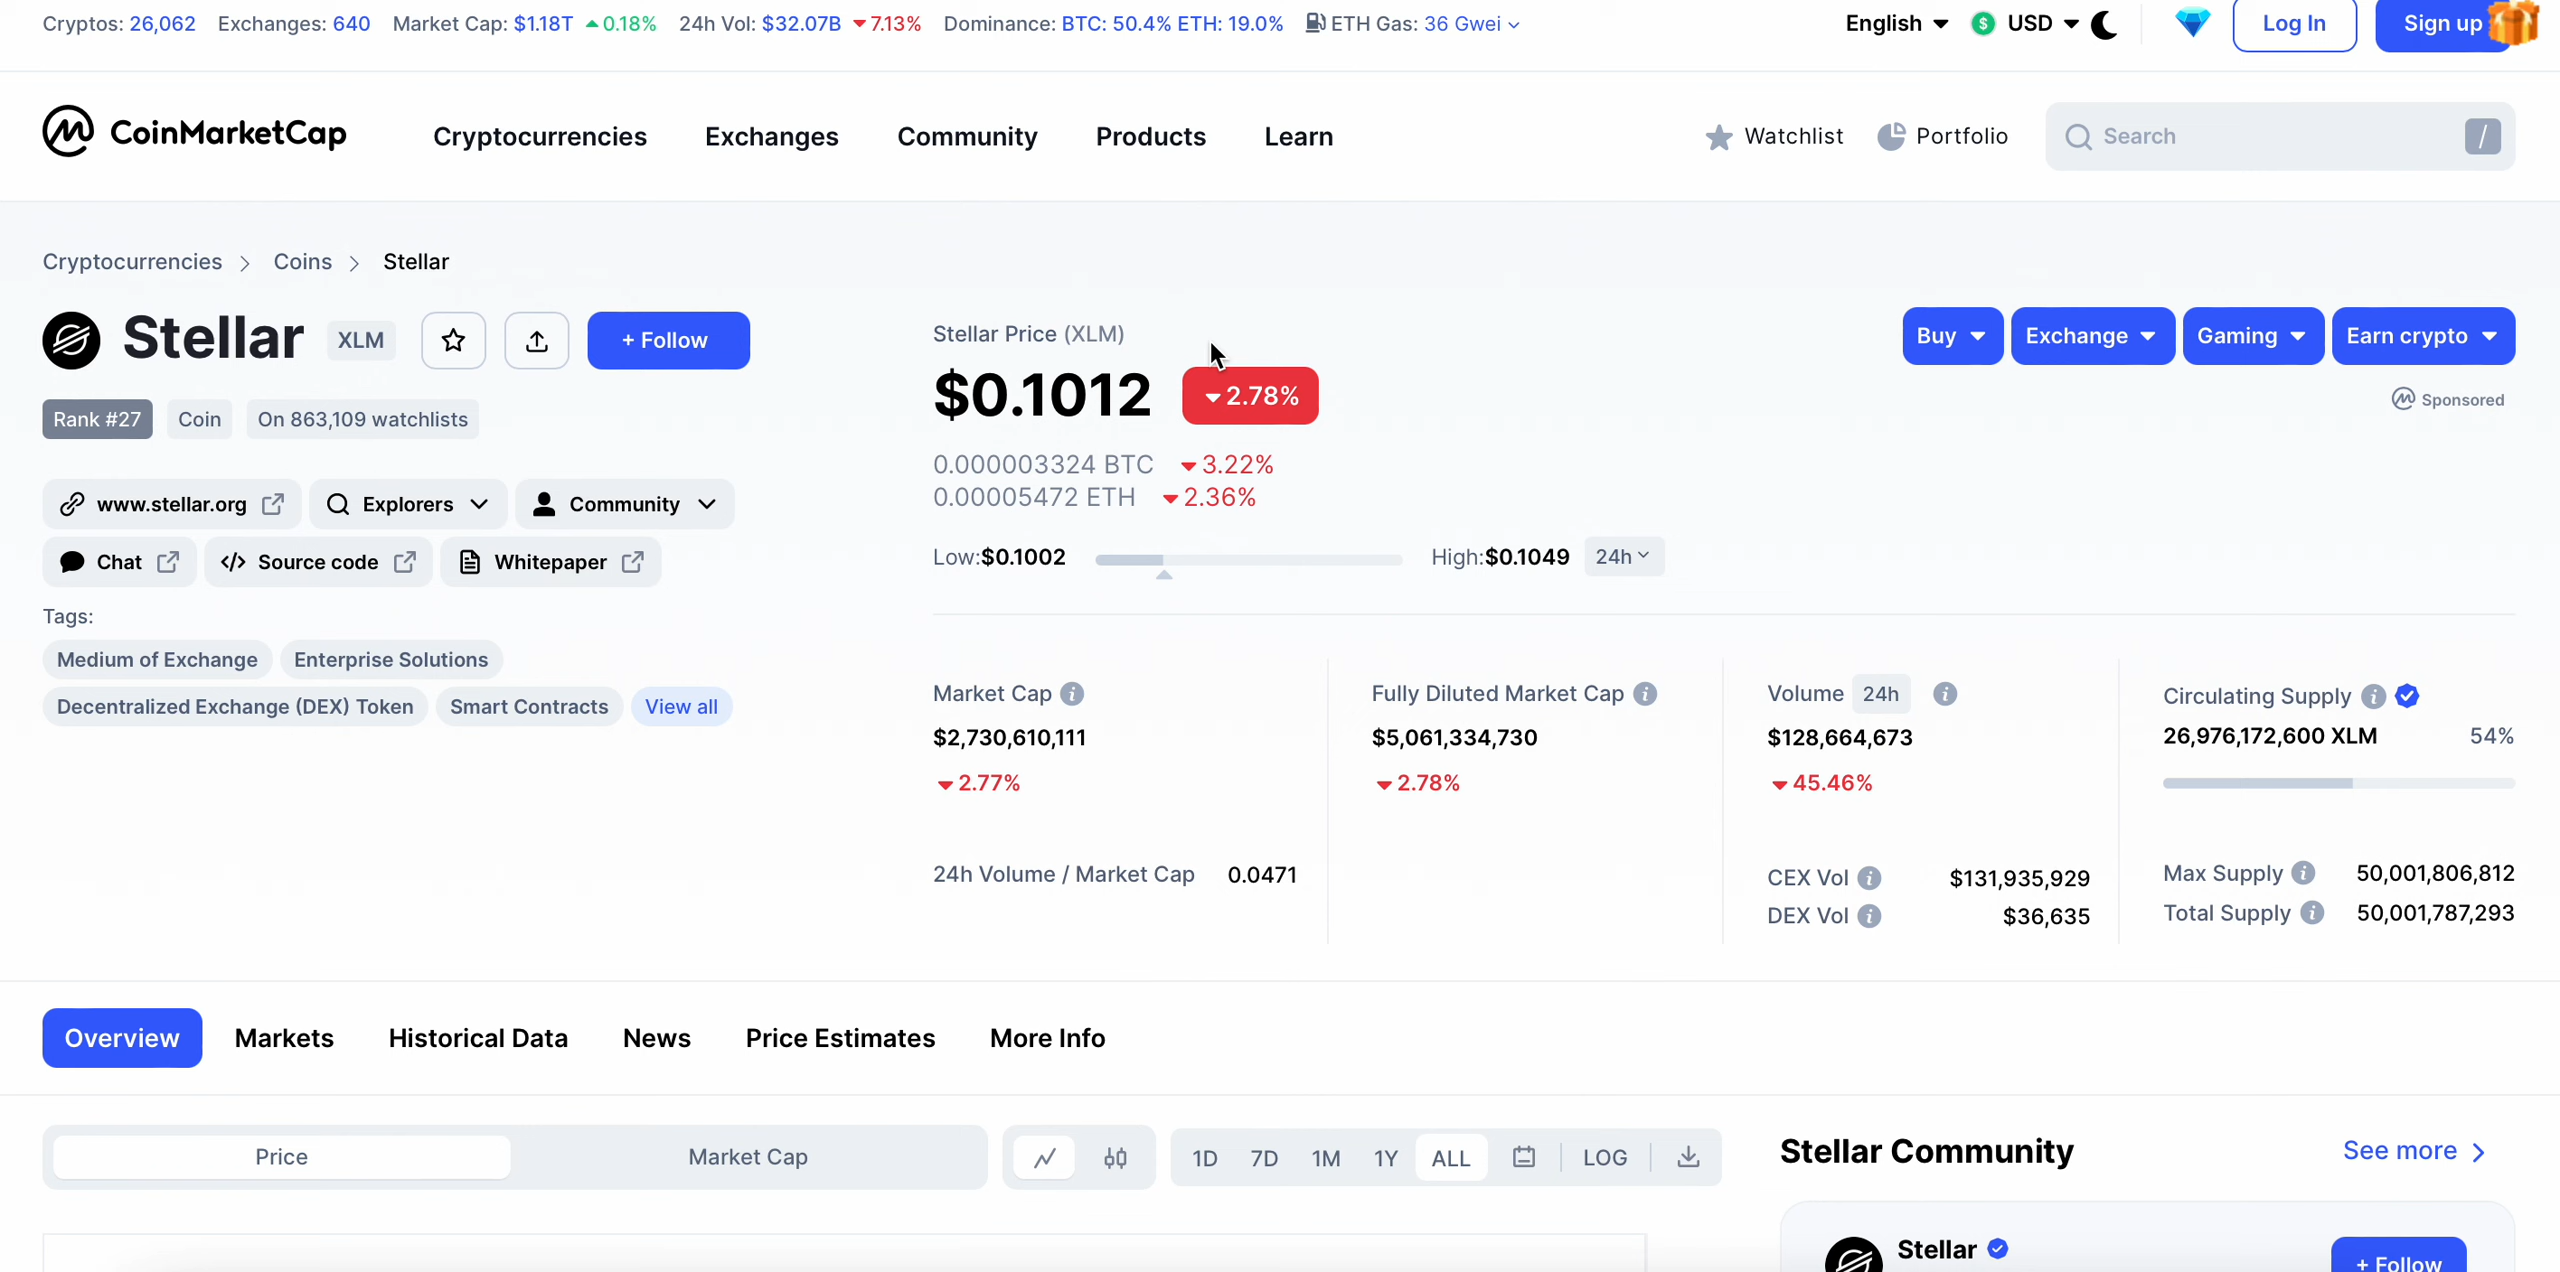 Cryptos: 26,062 Exchanges: 640 Market Cap: $1.18T 0.18% 24h Vol: $32.07B 7.13% Dominance: BTC: 50.4% ETH: 19.0% ETH Gas: 36 Gwei English USD Log In Sign up
CoinMarketCap Cryptocurrencies Exchanges Community Products Learn Watchlist Portfolio Search /
Cryptocurrencies > Coins > Stellar
Stellar XLM + Follow
Rank #27 Coin On 863,109 watchlists
www.stellar.org Explorers Community
Chat Source code Whitepaper
Tags:
Medium of Exchange Enterprise Solutions
Decentralized Exchange (DEX) Token Smart Contracts View all
Stellar Price (XLM)
$0.1012 2.78%
0.000003324 BTC 3.22%
0.00005472 ETH 2.36%
Low:$0.1002 High:$0.1049 24h
Buy Exchange Gaming Earn crypto
Sponsored
Market Cap
$2,730,610,111
2.77%
24h Volume / Market Cap 0.0471
Fully Diluted Market Cap
$5,061,334,730
2.78%
Volume 24h
$128,664,673
45.46%
CEX Vol $131,935,929
DEX Vol $36,635
Circulating Supply
26,976,172,600 XLM 54%
Max Supply 50,001,806,812
Total Supply 50,001,787,293
Overview Markets Historical Data News Price Estimates More Info
Price Market Cap 1D 7D 1M 1Y ALL LOG
Stellar Community See more >
Stellar + Follow